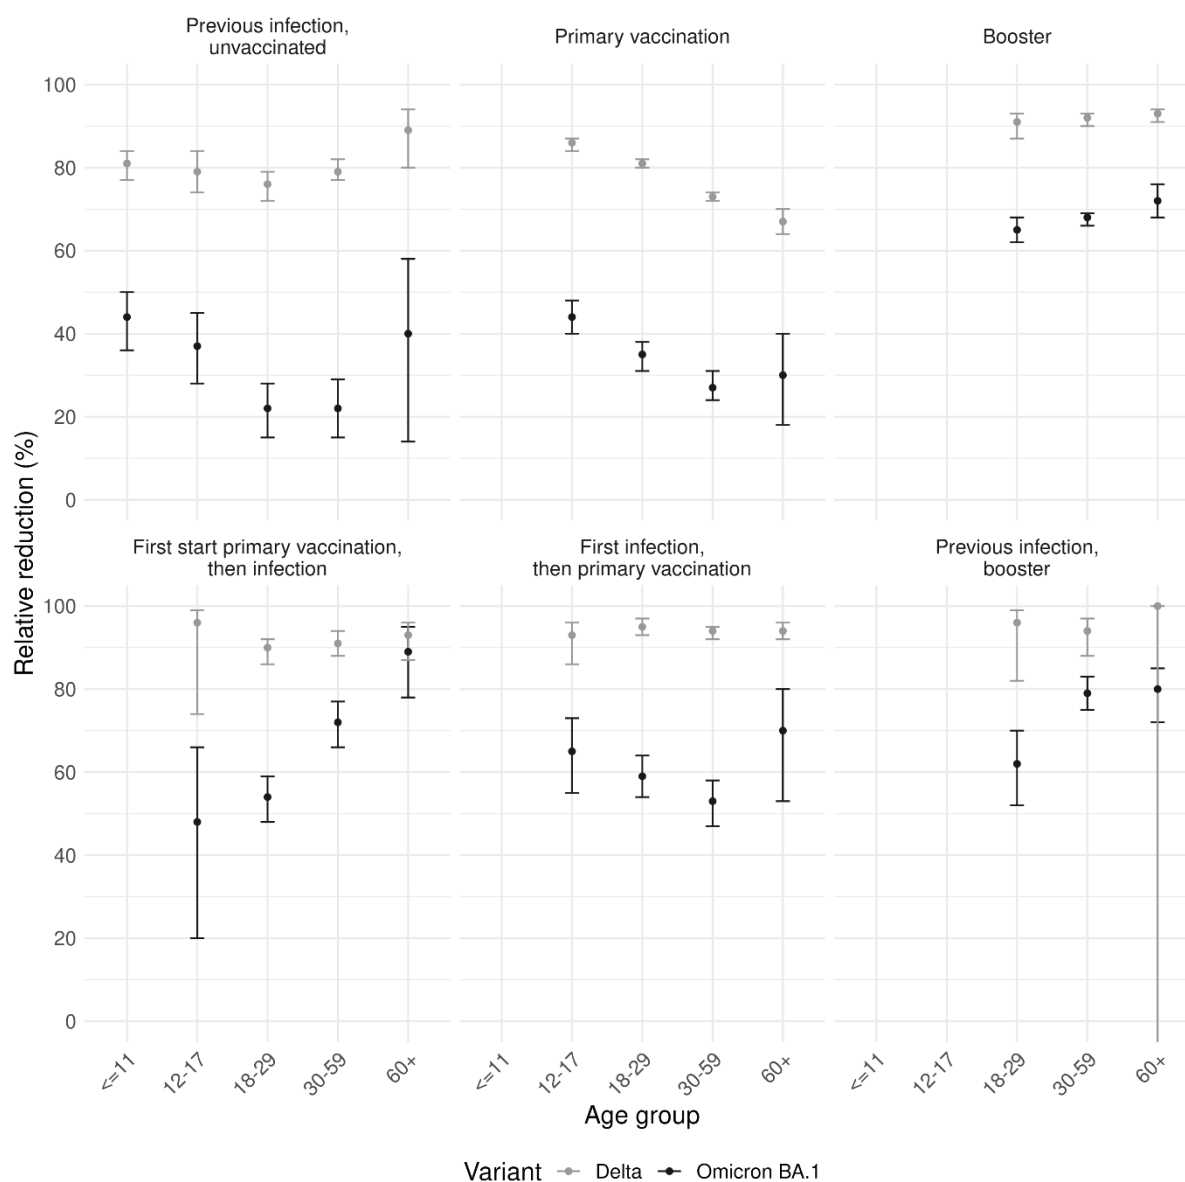 Previous infection,
unvaccinated
Primary vaccination
Booster
100
80
60
40
20
0
Relative reduction (%)
First start primary vaccination,
then infection
First infection,
then primary vaccination
Previous infection,
booster
100
80
60
40
20
0
<=11 12-17 18-29 30-59 60+
<=11 12-17 18-29 30-59 60+
<=11 12-17 18-29 30-59 60+
Age group
Variant Delta Omicron BA.1